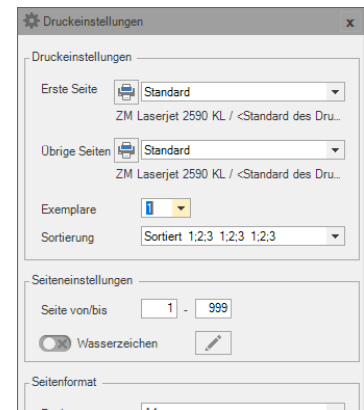 Druckeinstellungen x
Druckeinstellungen
Erste Seite Standard
ZM Laserjet 2590 KL / <Standard des Dru...
Übrige Seiten Standard
ZM Laserjet 2590 KL / <Standard des Dru...
Exemplare 1
Sortierung Sortiert 1;2;3 1;2;3 1;2;3
Seiteneinstellungen
Seite von/bis 1 - 999
Wasserzeichen
Seitenformat